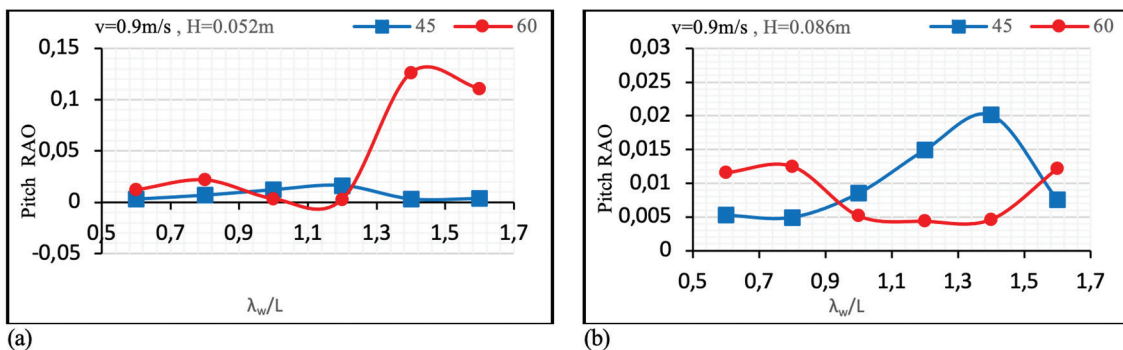 v=0.9m/s , H=0.052m 45 60
0,15
0,1
0,05
0
-0,05
Pitch RAO
0,5 0,7 0,9 1,1 1,3 1,5 1,7
λw/L
(a)
v=0.9m/s , H=0.086m 45 60
0,03
0,025
0,02
0,015
0,01
0,005
0
Pitch RAO
0,5 0,7 0,9 1,1 1,3 1,5 1,7
λw/L
(b)